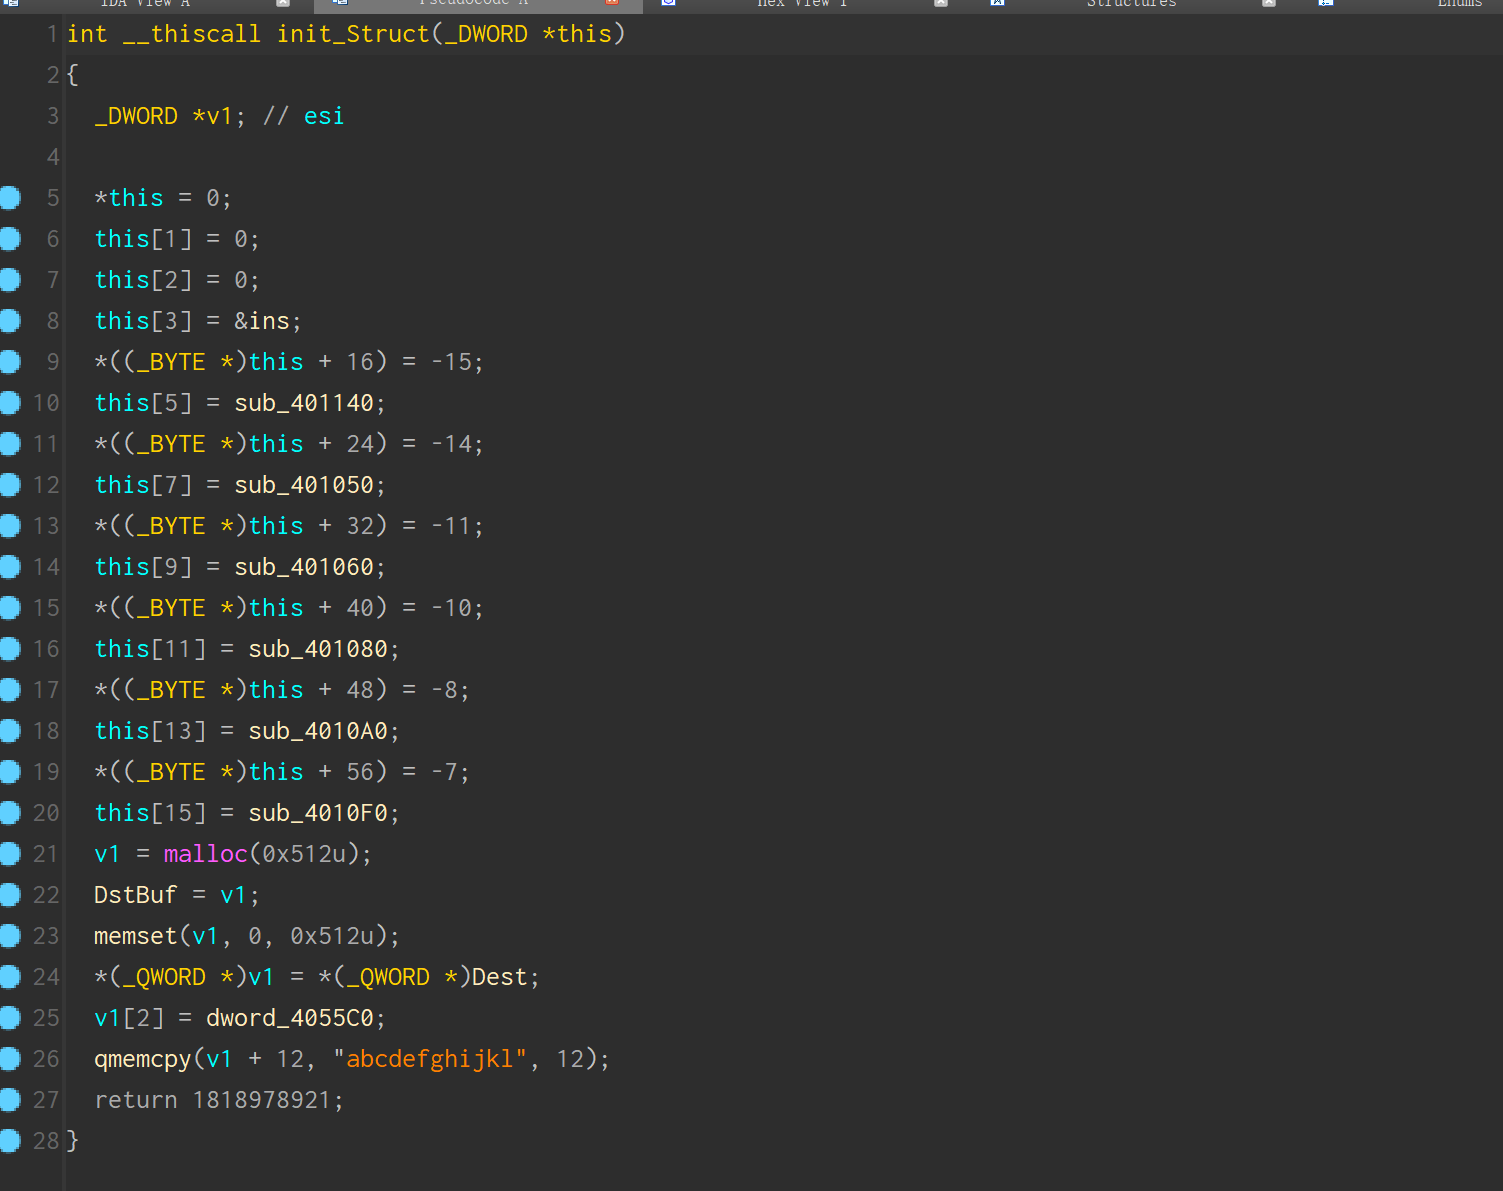 IDA View A Pseudocode A Hex View 1 Structures Enums
1 int __thiscall init_Struct(_DWORD *this)
2 {
3 _DWORD *v1; // esi
4
5 *this = 0;
6 this[1] = 0;
7 this[2] = 0;
8 this[3] = &ins;
9 *((_BYTE *)this + 16) = -15;
10 this[5] = sub_401140;
11 *((_BYTE *)this + 24) = -14;
12 this[7] = sub_401050;
13 *((_BYTE *)this + 32) = -11;
14 this[9] = sub_401060;
15 *((_BYTE *)this + 40) = -10;
16 this[11] = sub_401080;
17 *((_BYTE *)this + 48) = -8;
18 this[13] = sub_4010A0;
19 *((_BYTE *)this + 56) = -7;
20 this[15] = sub_4010F0;
21 v1 = malloc(0x512u);
22 DstBuf = v1;
23 memset(v1, 0, 0x512u);
24 *(_QWORD *)v1 = *(_QWORD *)Dest;
25 v1[2] = dword_4055C0;
26 qmemcpy(v1 + 12, "abcdefghijkl", 12);
27 return 1818978921;
28 }